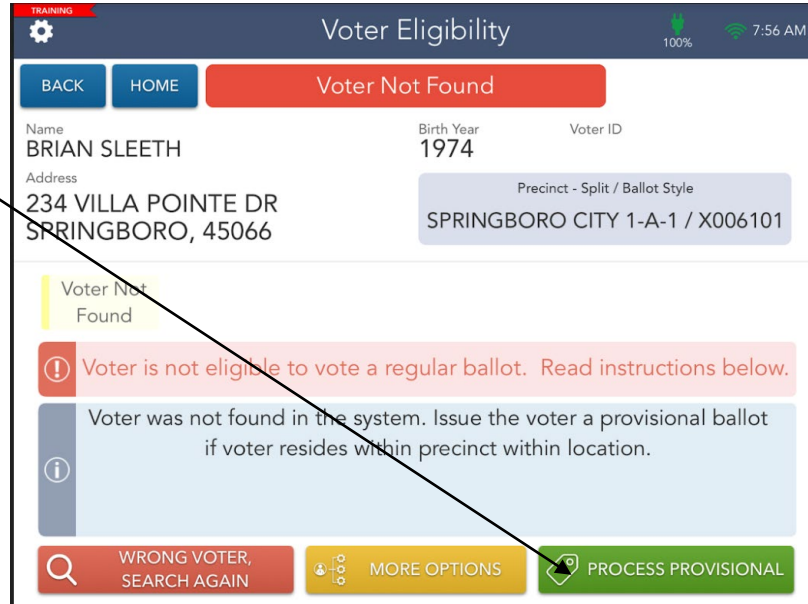 TRAINING
Voter Eligibility
100%
7:56 AM
BACK
HOME
Voter Not Found
Name
BRIAN SLEETH
Birth Year
1974
Voter ID
Address
234 VILLA POINTE DR
SPRINGBORO, 45066
Precinct - Split / Ballot Style
SPRINGBORO CITY 1-A-1 / X006101
Voter Not
Found
Voter is not eligible to vote a regular ballot. Read instructions below.
Voter was not found in the system. Issue the voter a provisional ballot
if voter resides within precinct within location.
WRONG VOTER,
SEARCH AGAIN
MORE OPTIONS
PROCESS PROVISIONAL